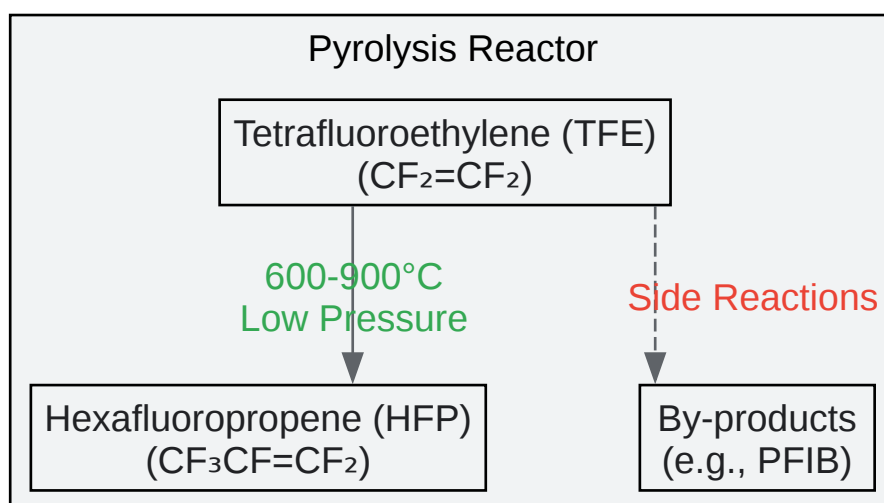 Pyrolysis Reactor
Tetrafluoroethylene (TFE)
(CF₂=CF₂)
600-900°C
Low Pressure
Side Reactions
Hexafluoropropene (HFP)
(CF₃CF=CF₂)
By-products
(e.g., PFIB)